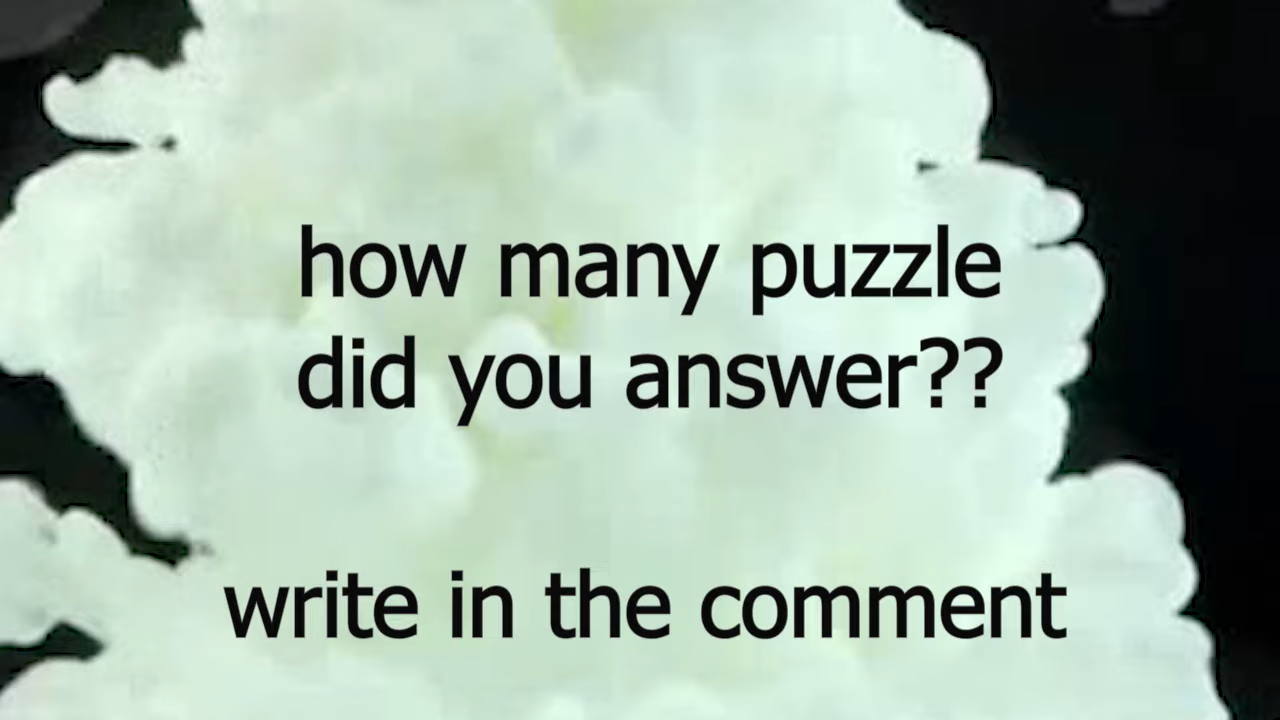 how many puzzle
did you answer??
write in the comment